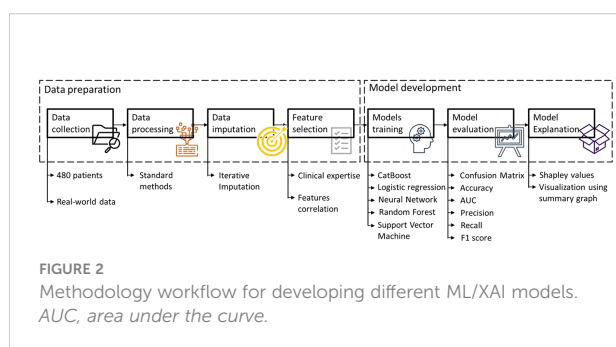 Data preparation
Model development
Data
collection
Data
processing
Data
imputation
Feature
selection
Models
training
Model
evaluation
Model
Explanation
480 patients
Real-world data
Standard
methods
Iterative
Imputation
Clinical expertise
Features
correlation
CatBoost
Logistic regression
Neural Network
Random Forest
Support Vector
Machine
Confusion Matrix
Accuracy
AUC
Precision
Recall
F1 score
Shapley values
Visualization using
summary graph
FIGURE 2
Methodology workflow for developing different ML/XAI models.
AUC, area under the curve.